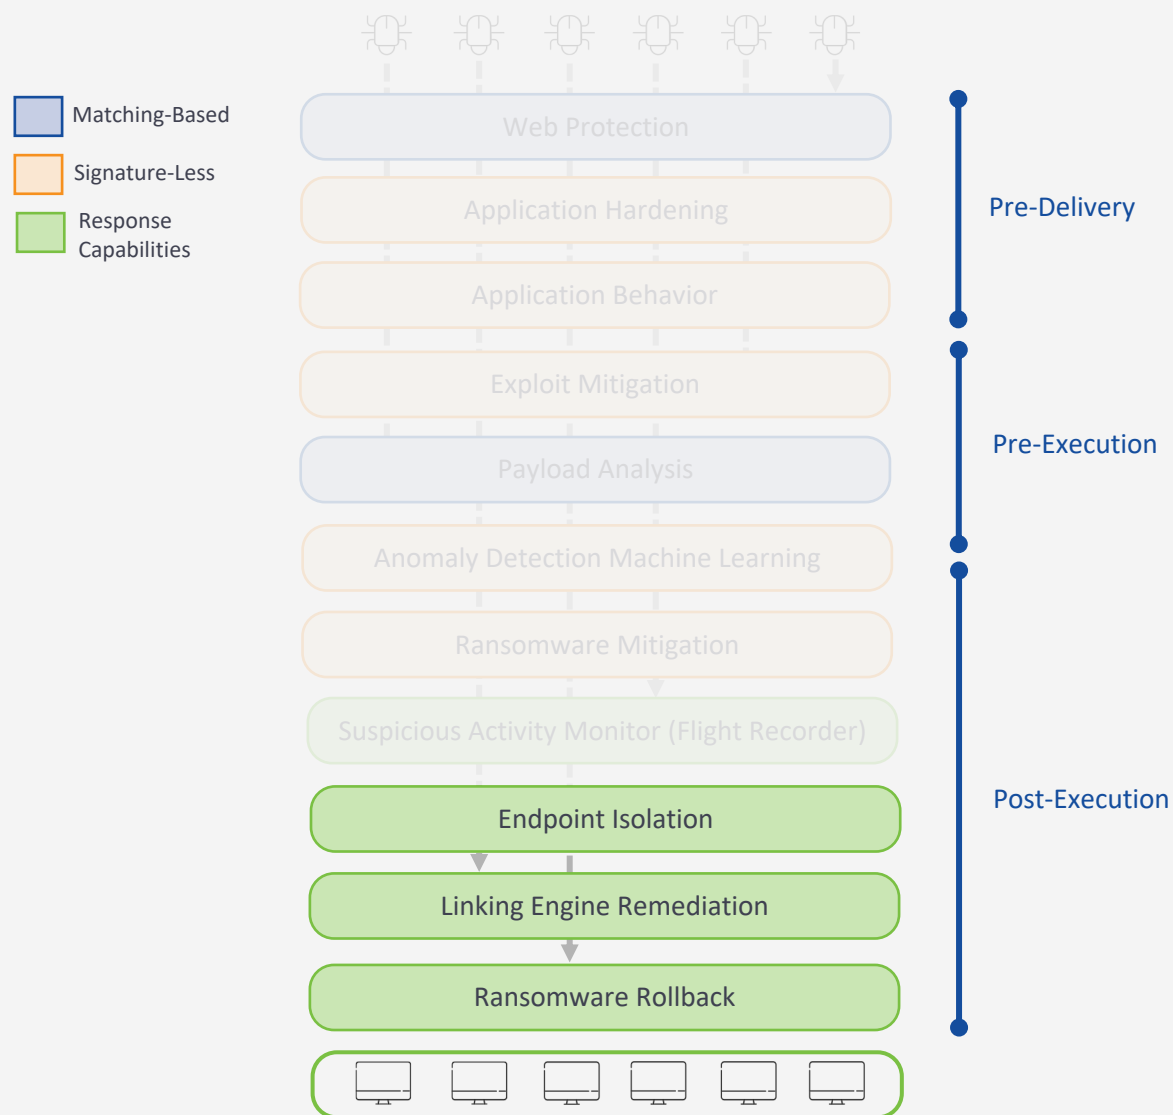 Matching-Based
Signature-Less
Response
Capabilities
Web Protection
Application Hardening
Application Behavior
Exploit Mitigation
Payload Analysis
Anomaly Detection Machine Learning
Ransomware Mitigation
Suspicious Activity Monitor (Flight Recorder)
Endpoint Isolation
Linking Engine Remediation
Ransomware Rollback
Pre-Delivery
Pre-Execution
Post-Execution